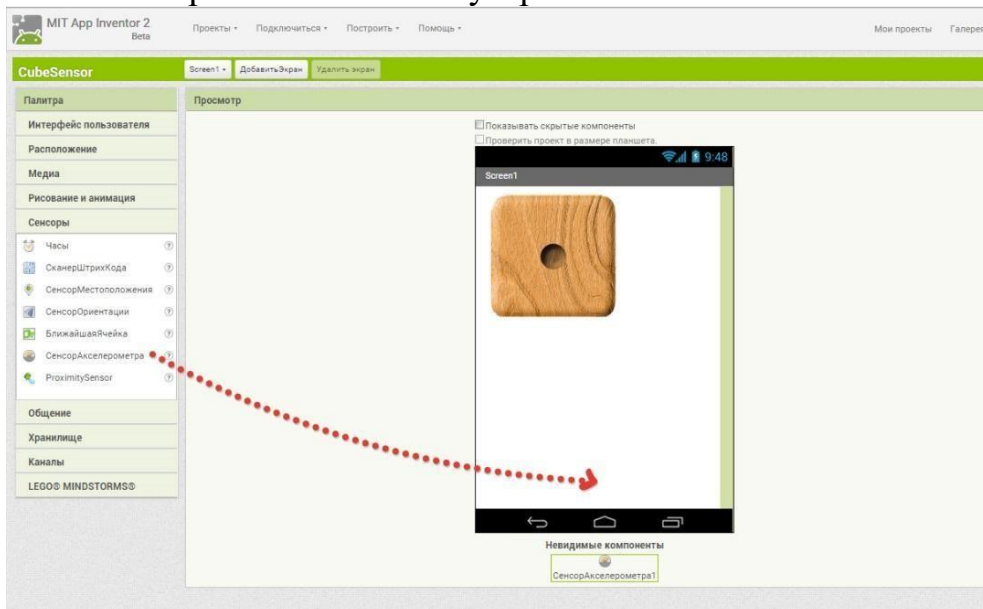 MIT App Inventor 2
Beta
Проекты
Подключиться
Построить
Помощь
Мои проекты
Галерея
CubeSensor
Screen1
ДобавитьЭкран
Удалить экран
Палитра
Просмотр
Интерфейс пользователя
Расположение
Медиа
Рисование и анимация
Сенсоры
Часы
СканерШтрихКода
СенсорМестоположения
СенсорОриентации
БлижайшаяЯчейка
СенсорАкселерометра
ProximitySensor
Общение
Хранилище
Каналы
LEGO® MINDSTORMS®
Показывать скрытые компоненты
Проверить проект в размере планшета.
9:48
Screen1
Невидимые компоненты
СенсорАкселерометра1